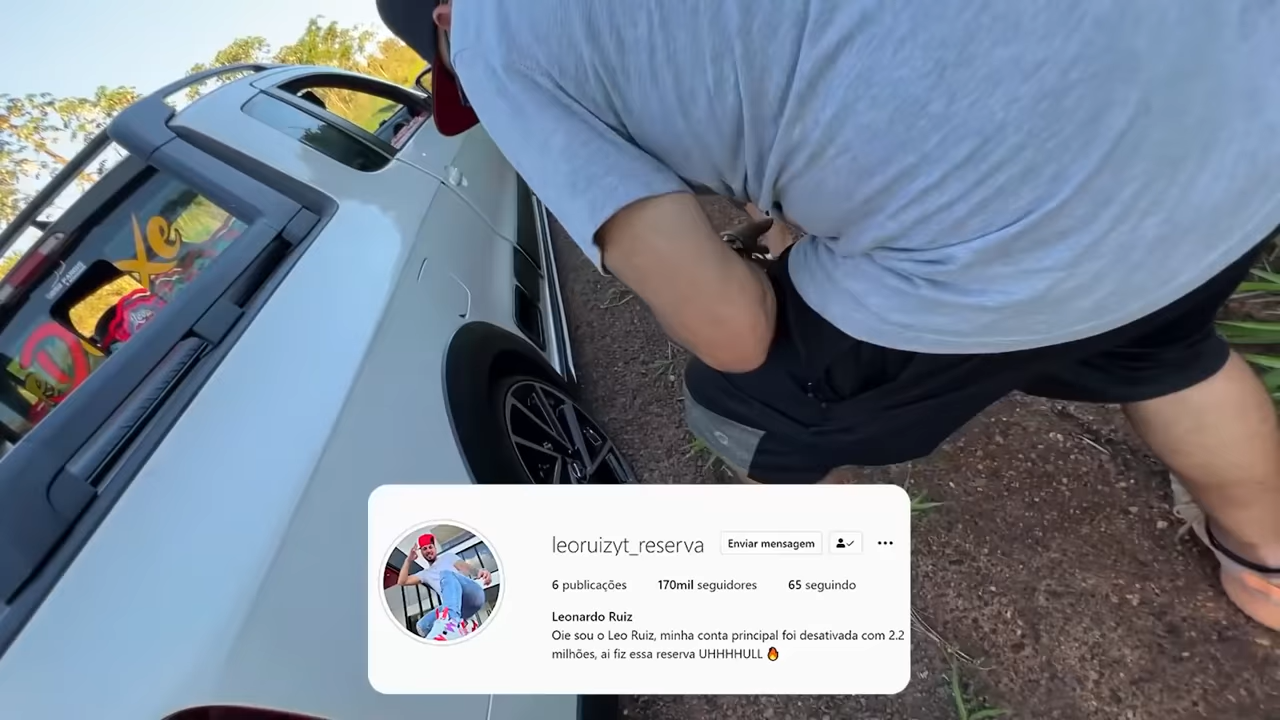 leoruizyt_reserva
Enviar mensagem
6 publicações 170mil seguidores 65 seguindo
Leonardo Ruiz
Oie sou o Leo Ruiz, minha conta principal foi desativada com 2.2
milhões, ai fiz essa reserva UHHHHULL 🔥